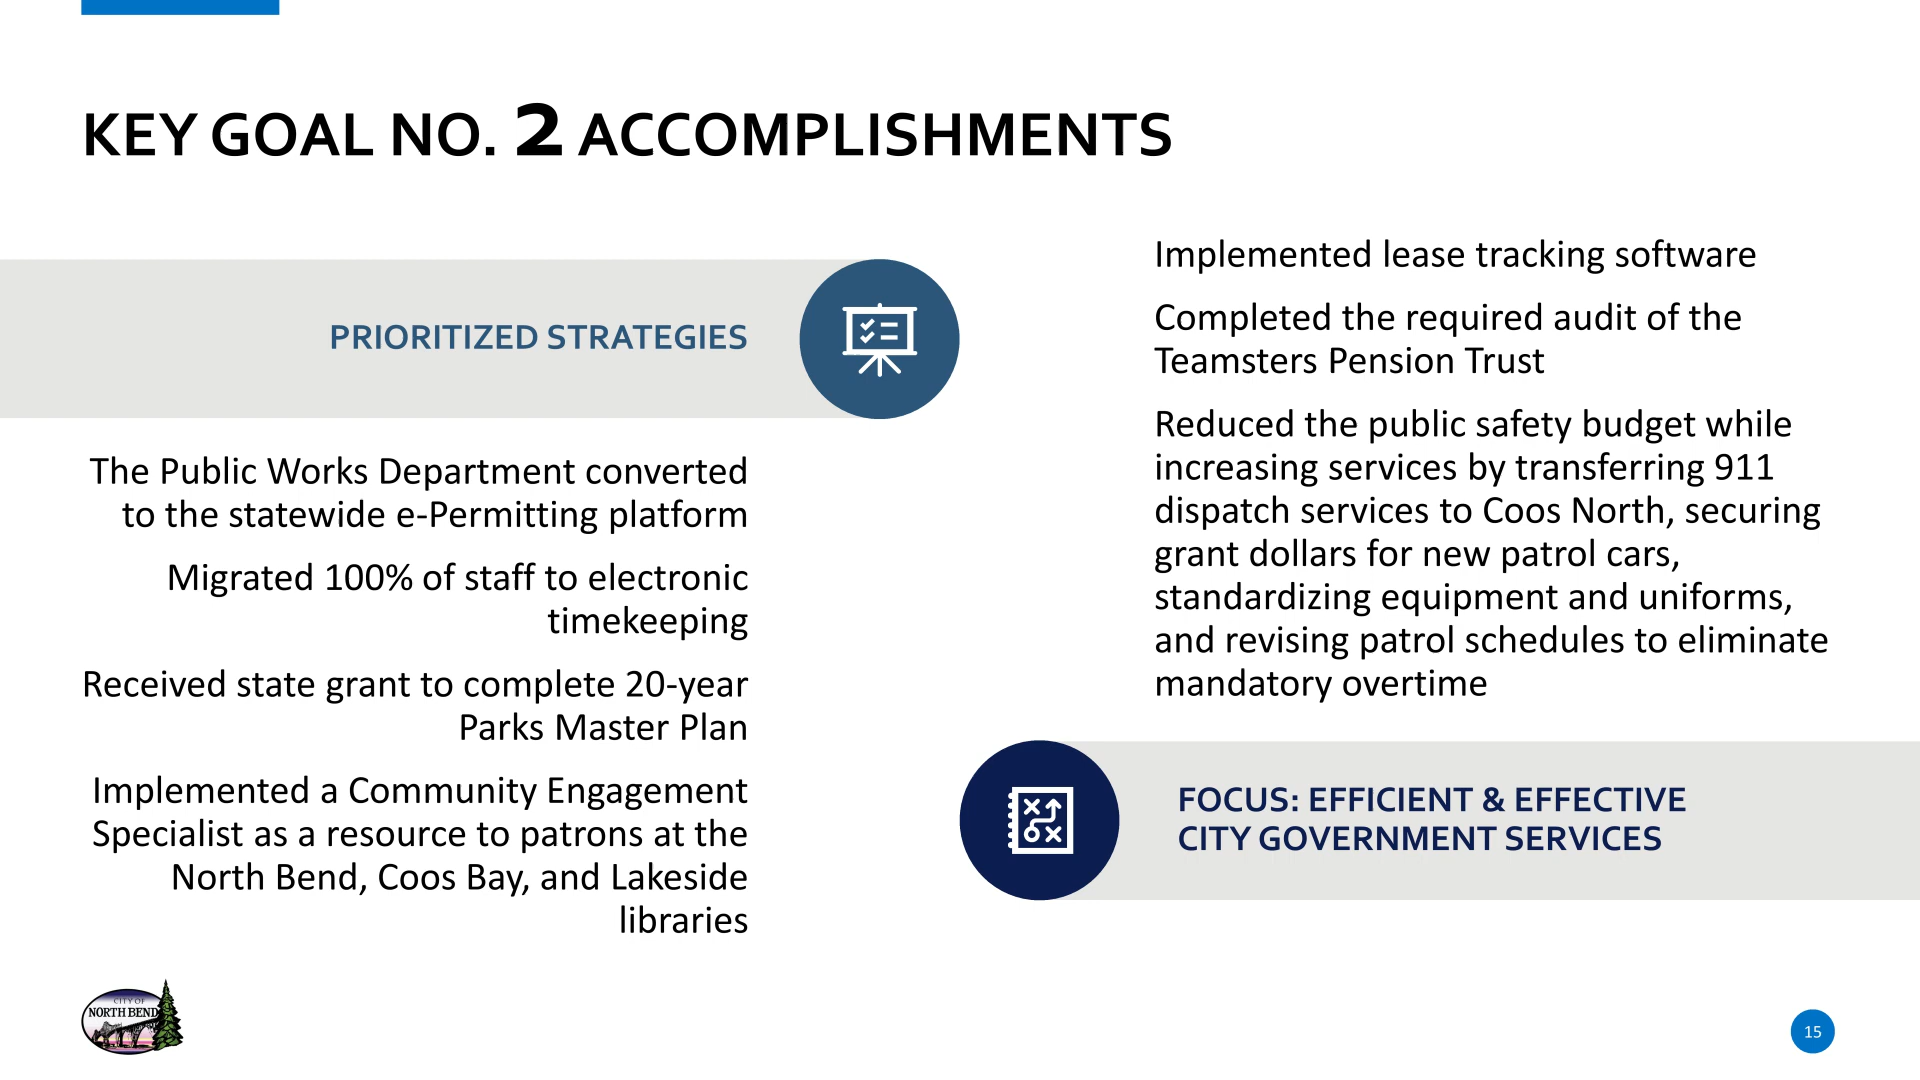 KEY GOAL NO. 2 ACCOMPLISHMENTS
PRIORITIZED STRATEGIES
The Public Works Department converted
to the statewide e-Permitting platform
Migrated 100% of staff to electronic
timekeeping
Received state grant to complete 20-year
Parks Master Plan
Implemented a Community Engagement
Specialist as a resource to patrons at the
North Bend, Coos Bay, and Lakeside
libraries
Implemented lease tracking software
Completed the required audit of the
Teamsters Pension Trust
Reduced the public safety budget while
increasing services by transferring 911
dispatch services to Coos North, securing
grant dollars for new patrol cars,
standardizing equipment and uniforms,
and revising patrol schedules to eliminate
mandatory overtime
FOCUS: EFFICIENT & EFFECTIVE
CITY GOVERNMENT SERVICES
CITY OF
NORTH BEND
15